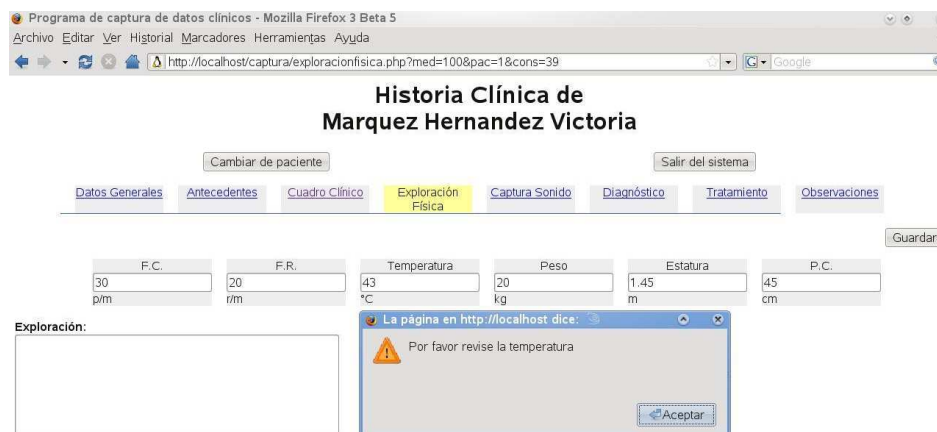 Programa de captura de datos clínicos - Mozilla Firefox 3 Beta 5
Archivo Editar Ver Historial Marcadores Herramientas Ayuda
http://localhost/captura/exploracionfisica.php?med=100&pac=1&cons=39 G Google
Historia Clínica de
Marquez Hernandez Victoria
Cambiar de paciente Salir del sistema
Datos Generales Antecedentes Cuadro Clínico Exploración Física Captura Sonido Diagnóstico Tratamiento Observaciones
Guardar
F.C. F.R. Temperatura Peso Estatura P.C.
30 20 43 20 1.45 45
p/m r/m °C kg m cm
Exploración:
La página en http://localhost dice:
Por favor revise la temperatura
Aceptar